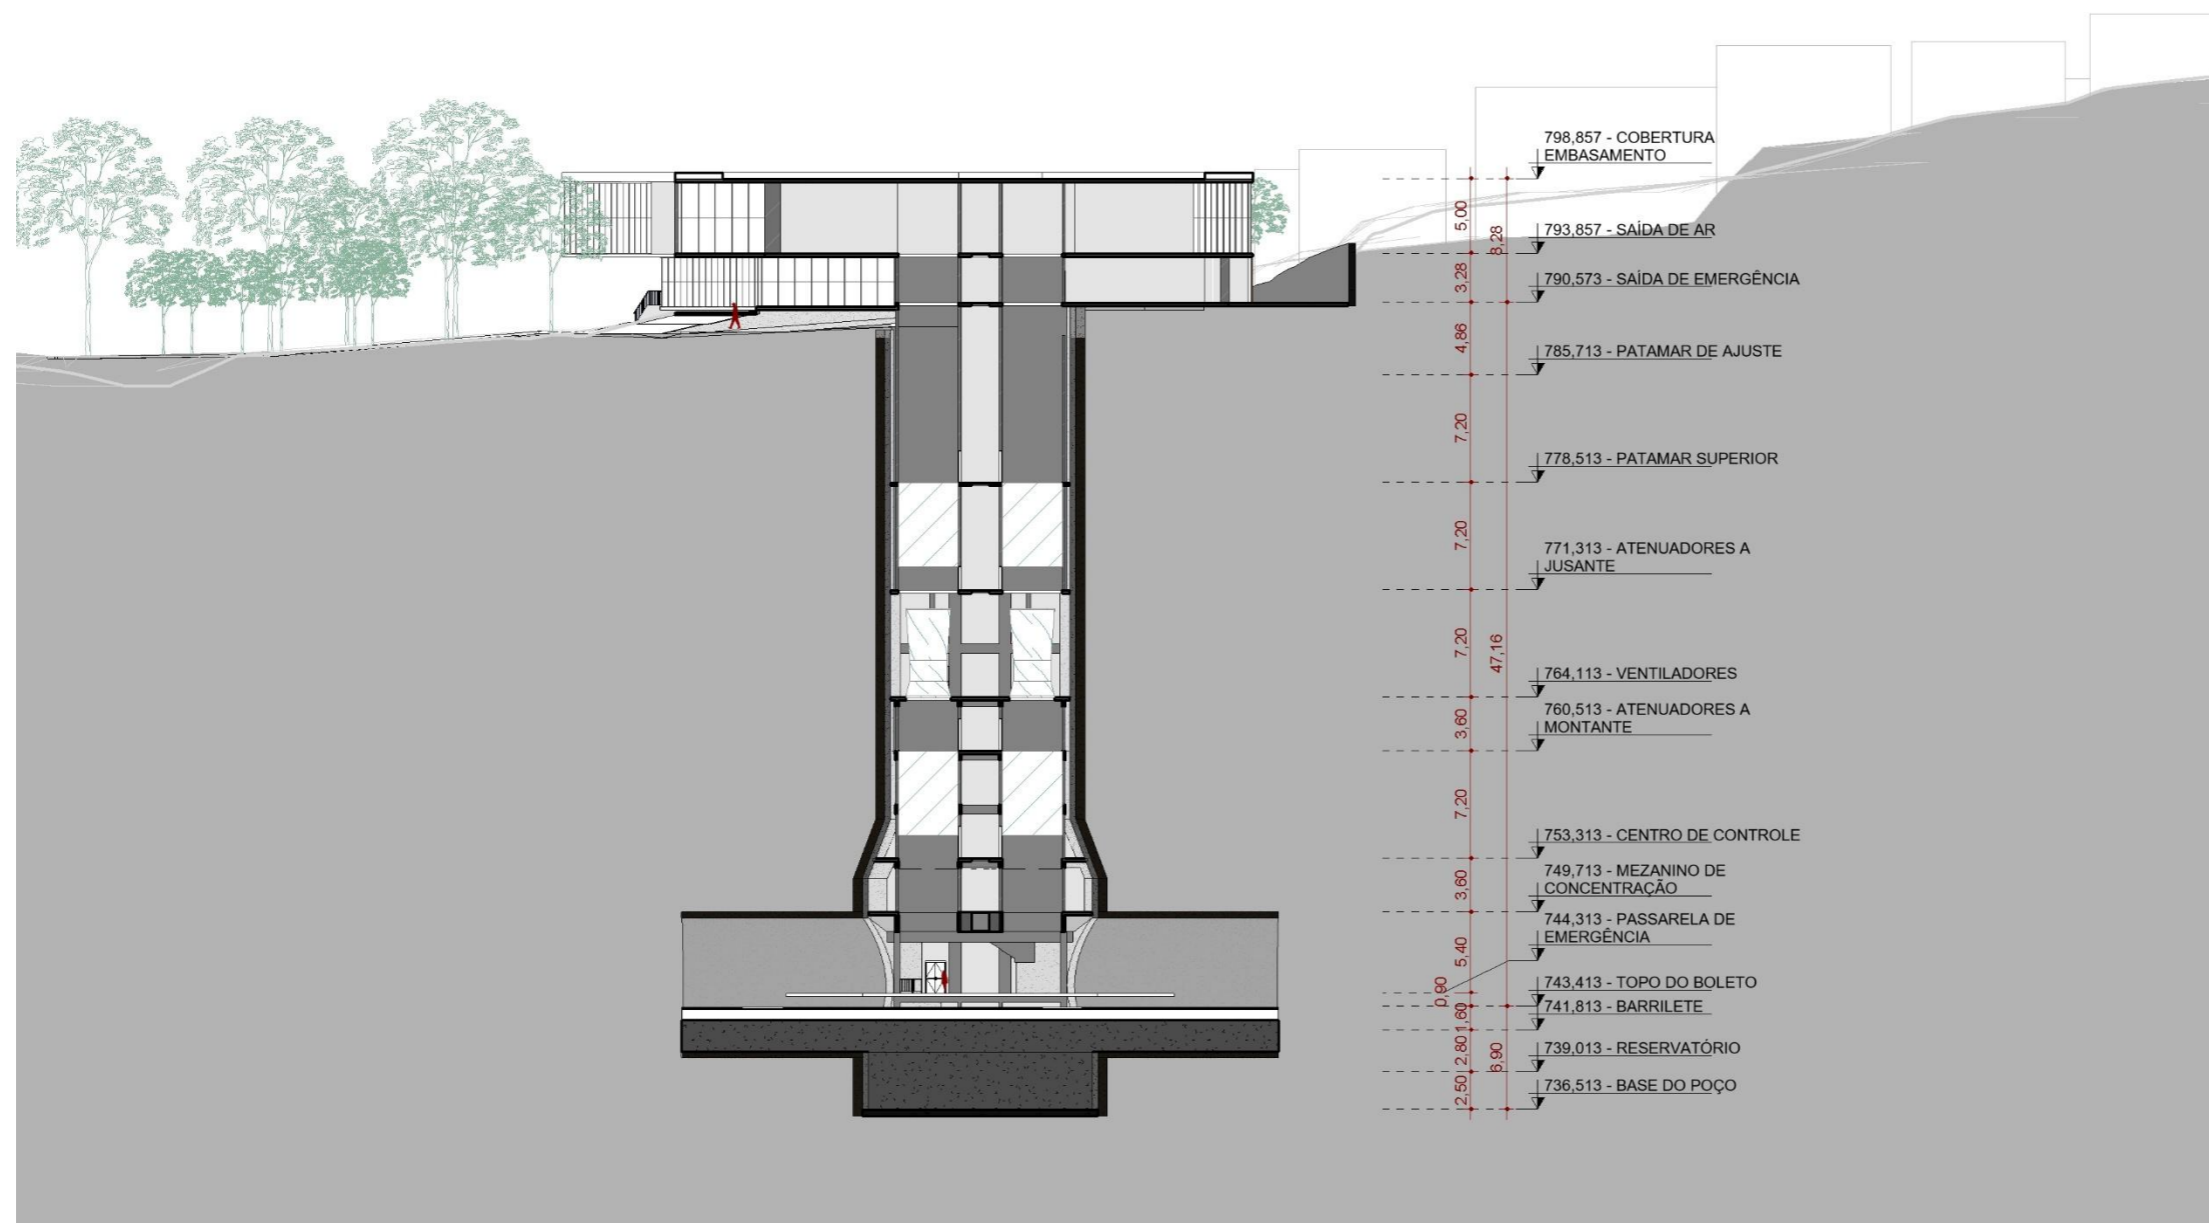 798,857 - COBERTURA
EMBASAMENTO
5,00
793,857 - SAÍDA DE AR
8,28
3,28
790,573 - SAÍDA DE EMERGÊNCIA
4,86
785,713 - PATAMAR DE AJUSTE
7,20
778,513 - PATAMAR SUPERIOR
7,20
771,313 - ATENUADORES A
JUSANTE
7,20
47,16
764,113 - VENTILADORES
3,60
760,513 - ATENUADORES A
MONTANTE
7,20
753,313 - CENTRO DE CONTROLE
3,60
749,713 - MEZANINO DE
CONCENTRAÇÃO
744,313 - PASSARELA DE
EMERGÊNCIA
5,40
0,90
743,413 - TOPO DO BOLETO
1,60
741,813 - BARRILETE
2,80
6,90
739,013 - RESERVATÓRIO
2,50
736,513 - BASE DO POÇO